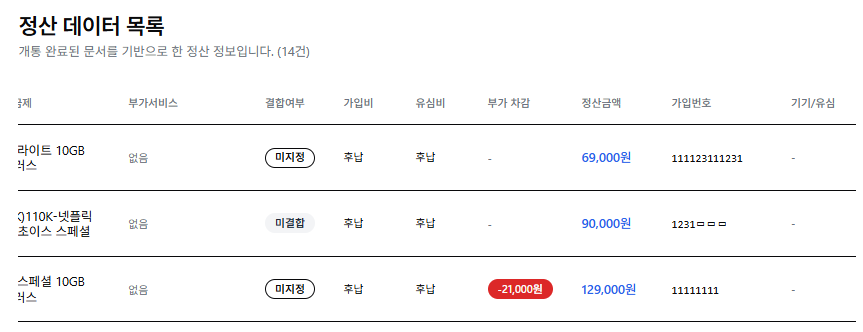 정산 데이터 목록
개통 완료된 문서를 기반으로 한 정산 정보입니다. (14건)
부가서비스 결합여부 가입비 유심비 부가 차감 정산금액 가입번호 기기/유심
라이트 10GB
없음 미지정 후납 후납 - 69,000원 111123111231 -
러스
)110K-넷플릭
없음 미결합 후납 후납 - 90,000원 1231ㅁㅁㅁ -
초이스 스페셜
스페셜 10GB
없음 미지정 후납 후납 -21,000원 129,000원 11111111 -
러스